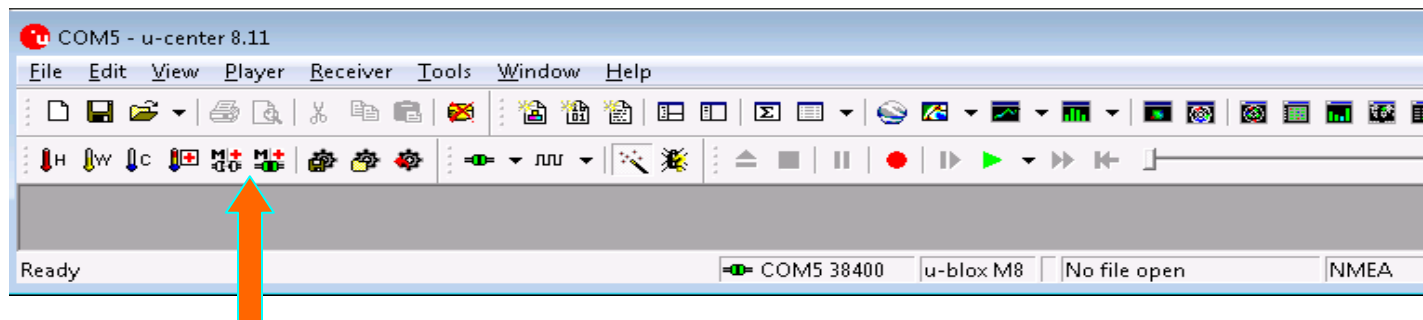 COM5 - u-center 8.11
File Edit View Player Receiver Tools Window Help
H W C
Ready COM5 38400 u-blox M8 No file open NMEA